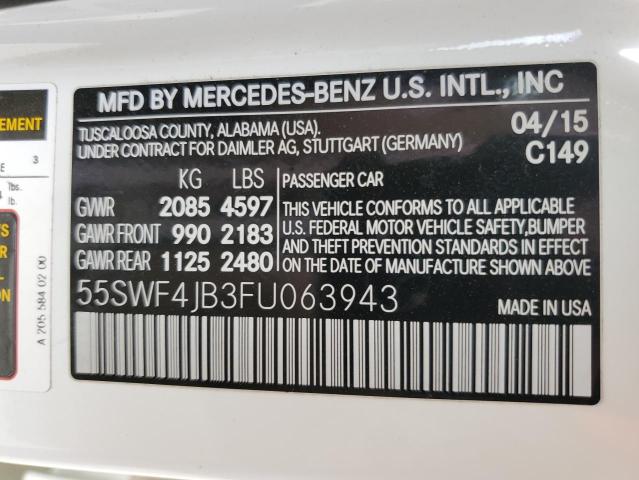 MFD BY MERCEDES-BENZ U.S. INTL., INC
TUSCALOOSA COUNTY, ALABAMA (USA).
UNDER CONTRACT FOR DAIMLER AG, STUTTGART (GERMANY)
04/15
C149
KG LBS
GVWR 2085 4597
GAWR FRONT 990 2183
GAWR REAR 1125 2480
PASSENGER CAR
THIS VEHICLE CONFORMS TO ALL APPLICABLE
U.S. FEDERAL MOTOR VEHICLE SAFETY,BUMPER
AND THEFT PREVENTION STANDARDS IN EFFECT
ON THE DATE OF MANUFACTURE SHOWN ABOVE.
55SWF4JB3FU063943
MADE IN USA
EMENT
E 3
lbs.
lb.
A 205 584 02 00